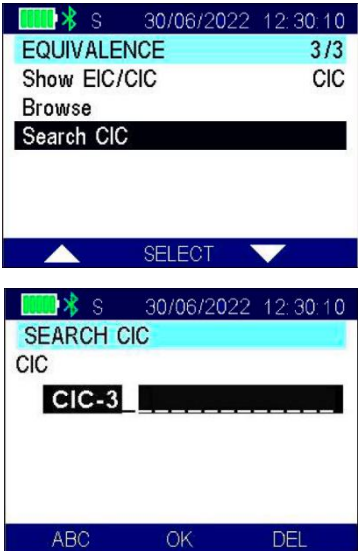 S 30/06/2022 12:30:10
EQUIVALENCE 3/3
Show EIC/CIC CIC
Browse
Search CIC
SELECT
S 30/06/2022 12:30:10
SEARCH CIC
CIC
CIC-3_ _ _ _ _ _ _ _ _ _ _
ABC OK DEL